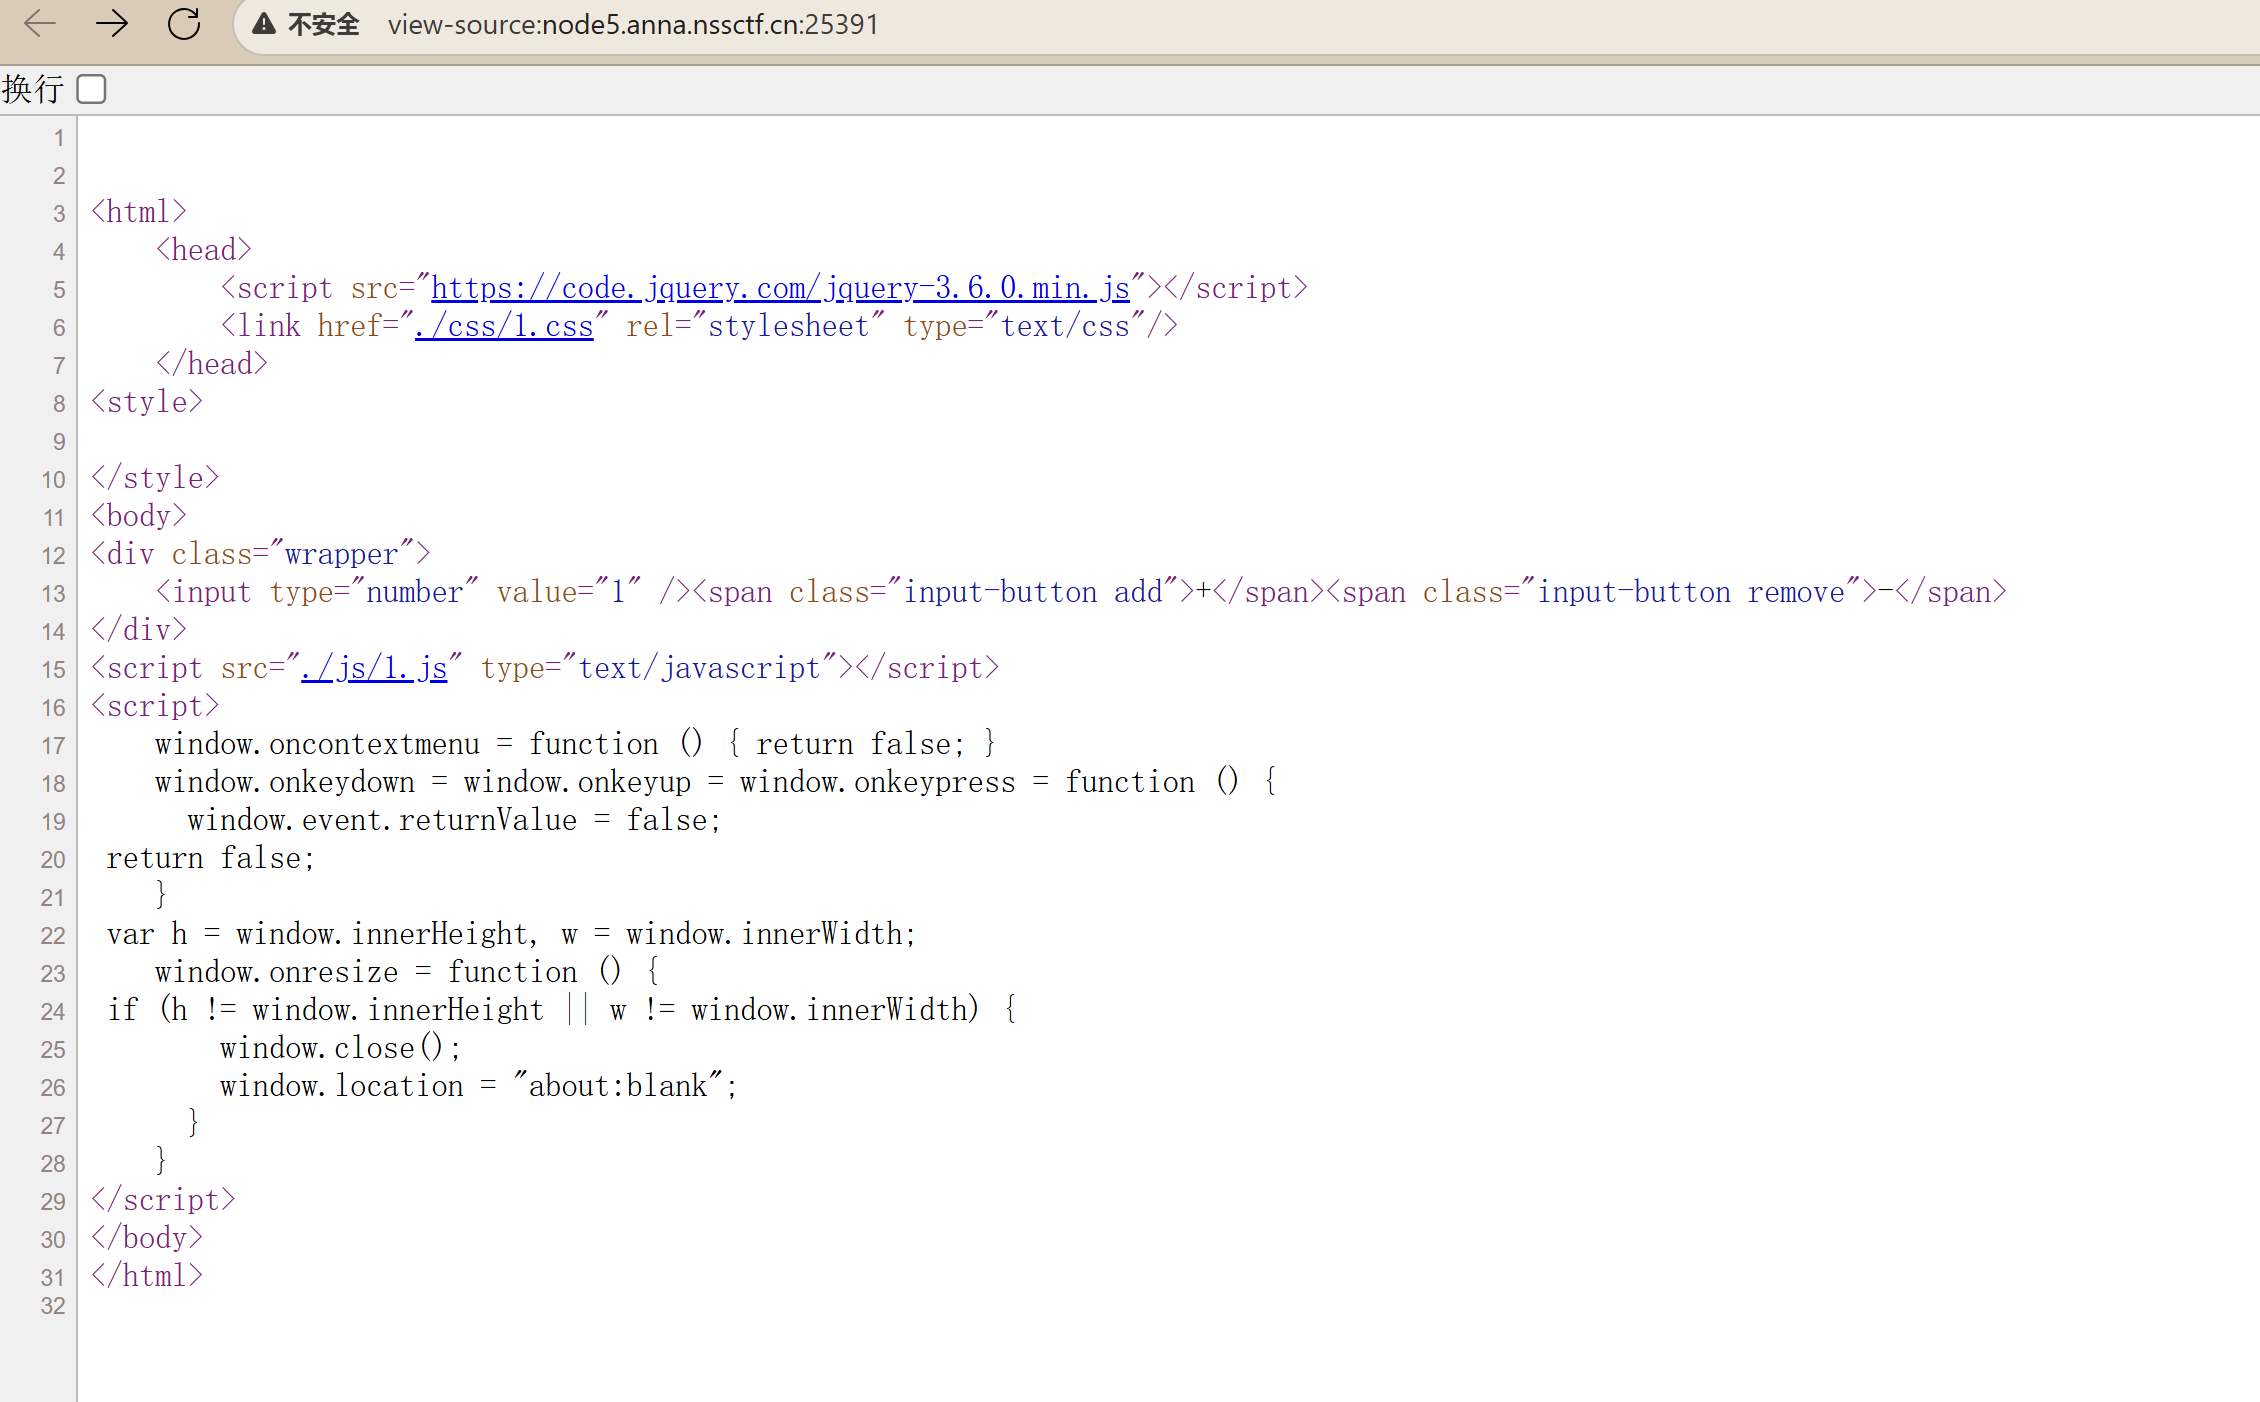 不安全 view-source:node5.anna.nssctf.cn:25391
换行
1
2
3 <html>
4     <head>
5         <script src="https://code.jquery.com/jquery-3.6.0.min.js"></script>
6         <link href="./css/1.css" rel="stylesheet" type="text/css"/>
7     </head>
8 <style>
9
10 </style>
11 <body>
12 <div class="wrapper">
13     <input type="number" value="1" /><span class="input-button add">+</span><span class="input-button remove">-</span>
14 </div>
15 <script src="./js/1.js" type="text/javascript"></script>
16 <script>
17     window.oncontextmenu = function () { return false; }
18     window.onkeydown = window.onkeyup = window.onkeypress = function () {
19       window.event.returnValue = false;
20  return false;
21     }
22  var h = window.innerHeight, w = window.innerWidth;
23     window.onresize = function () {
24  if (h != window.innerHeight || w != window.innerWidth) {
25         window.close();
26         window.location = "about:blank";
27       }
28     }
29 </script>
30 </body>
31 </html>
32